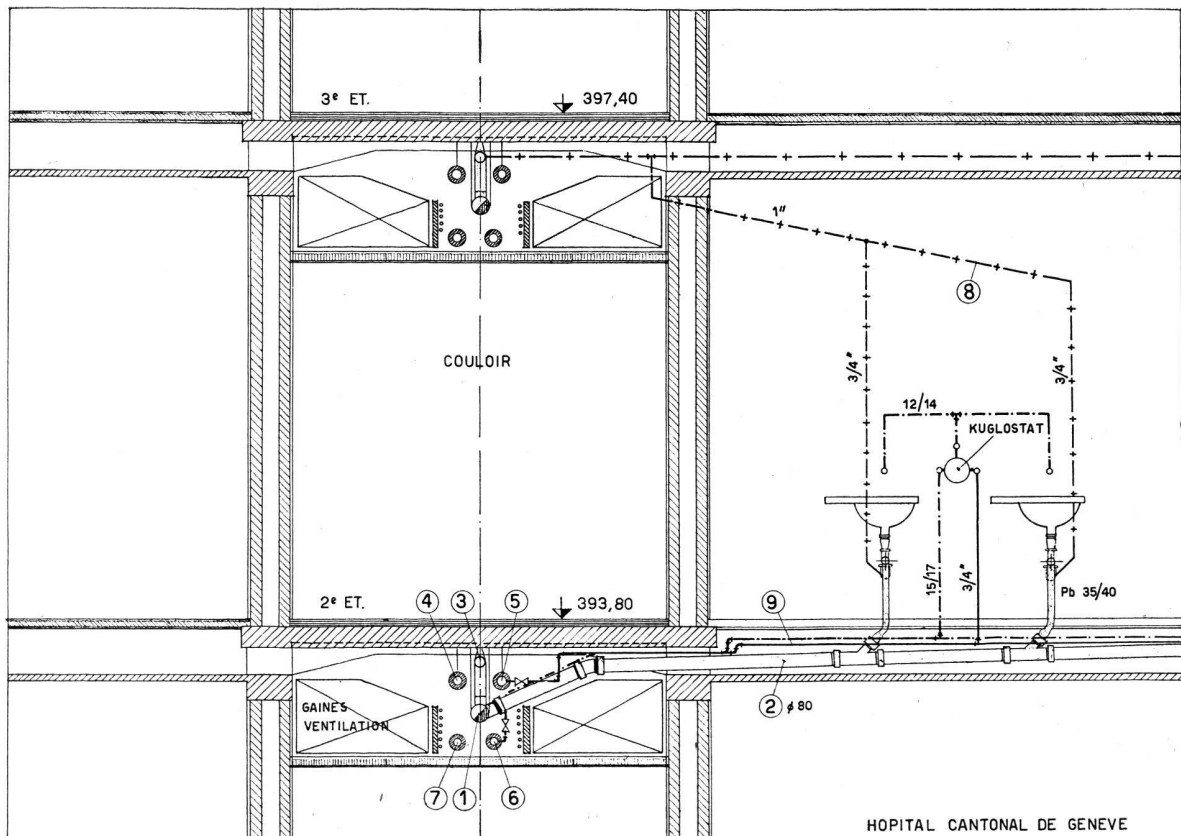 3e ET.
397,40
1"
8
COULOIR
3/4"
3/4"
12/14
KUGLOSTAT
15/17
3/4"
Pb 35/40
2e ET.
4
3
5
393,80
9
GAINES
VENTILATION
2 ø 80
7
1
6
HOPITAL CANTONAL DE GENEVE